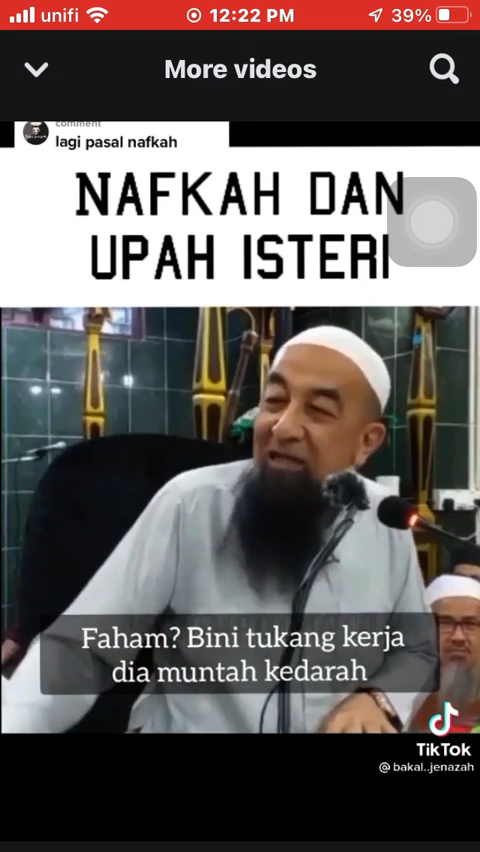 unifi
12:22 PM
39%
More videos
comment
lagi pasal nafkah
NAFKAH DAN
UPAH ISTERI
Faham? Bini tukang kerja
dia muntah kedarah
TikTok
@ bakal..jenazah